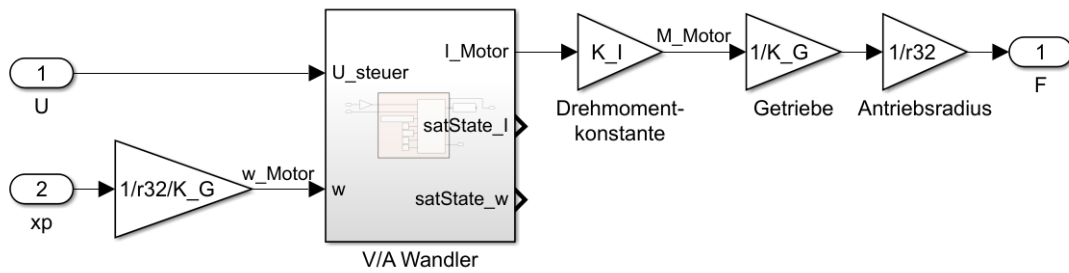 1
U
2
xp
1/r32/K_G
w_Motor
U_steuer
w
I_Motor
satState_I
satState_w
V/A Wandler
K_I
Drehmoment-
konstante
M_Motor
1/K_G
Getriebe
1/r32
Antriebsradius
1
F